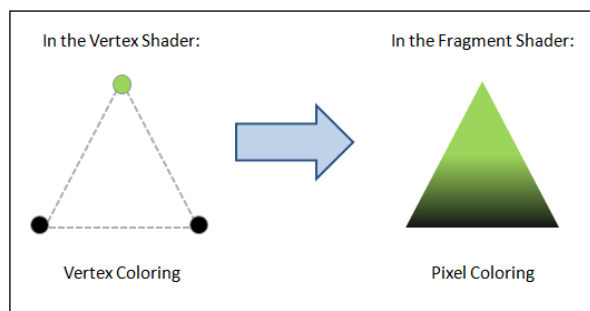 In the Vertex Shader:
In the Fragment Shader:
Vertex Coloring
Pixel Coloring